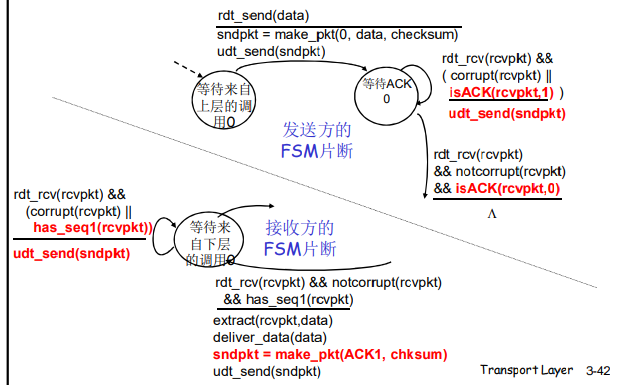 rdt_send(data)
sndpkt = make_pkt(0, data, checksum)
udt_send(sndpkt)
等待来自
上层的调
用0
等待ACK
0
rdt_rcv(rcvpkt) &&
( corrupt(rcvpkt) ||
isACK(rcvpkt,1) )
udt_send(sndpkt)
发送方的
FSM片断
rdt_rcv(rcvpkt)
&& notcorrupt(rcvpkt)
&& isACK(rcvpkt,0)
Λ
rdt_rcv(rcvpkt) &&
(corrupt(rcvpkt) ||
has_seq1(rcvpkt))
udt_send(sndpkt)
等待来
自下层
的调用0
接收方的
FSM片断
rdt_rcv(rcvpkt) && notcorrupt(rcvpkt)
&& has_seq1(rcvpkt)
extract(rcvpkt,data)
deliver_data(data)
sndpkt = make_pkt(ACK1, chksum)
udt_send(sndpkt)
Transport Layer 3-42